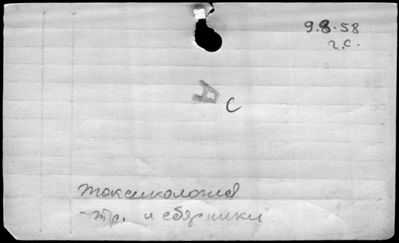 9.8.58
г.с.
А с
токсикология
-тр. и сборники.